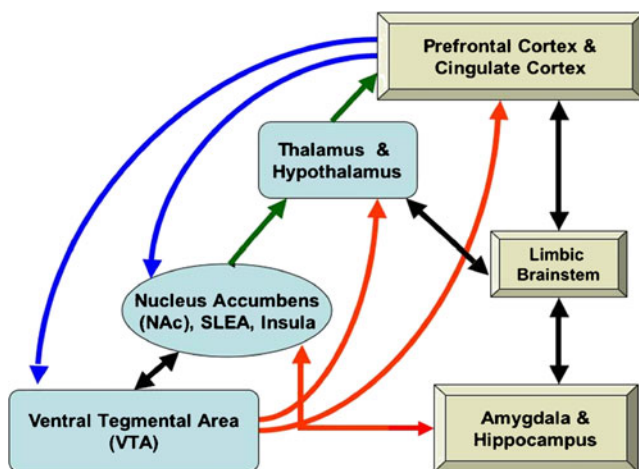 Prefrontal Cortex &
Cingulate Cortex
Thalamus &
Hypothalamus
Limbic
Brainstem
Nucleus Accumbens
(NAc), SLEA, Insula
Ventral Tegmental Area
(VTA)
Amygdala &
Hippocampus